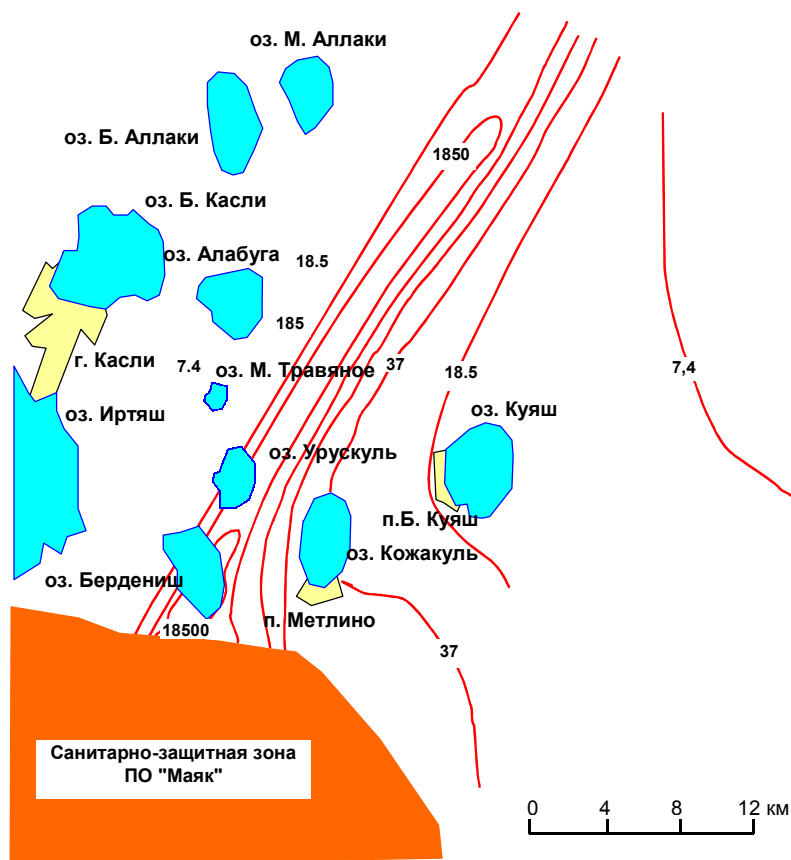 оз. М. Аллаки
оз. Б. Аллаки
1850
оз. Б. Касли
оз. Алабуга
18.5
185
г. Касли
7.4
оз. М. Травяное
37
18.5
7,4
оз. Иртяш
оз. Куяш
оз. Урускуль
п.Б. Куяш
оз. Кожакуль
оз. Бердениш
п. Метлино
18500
37
Санитарно-защитная зона
ПО "Маяк"
0 4 8 12 км